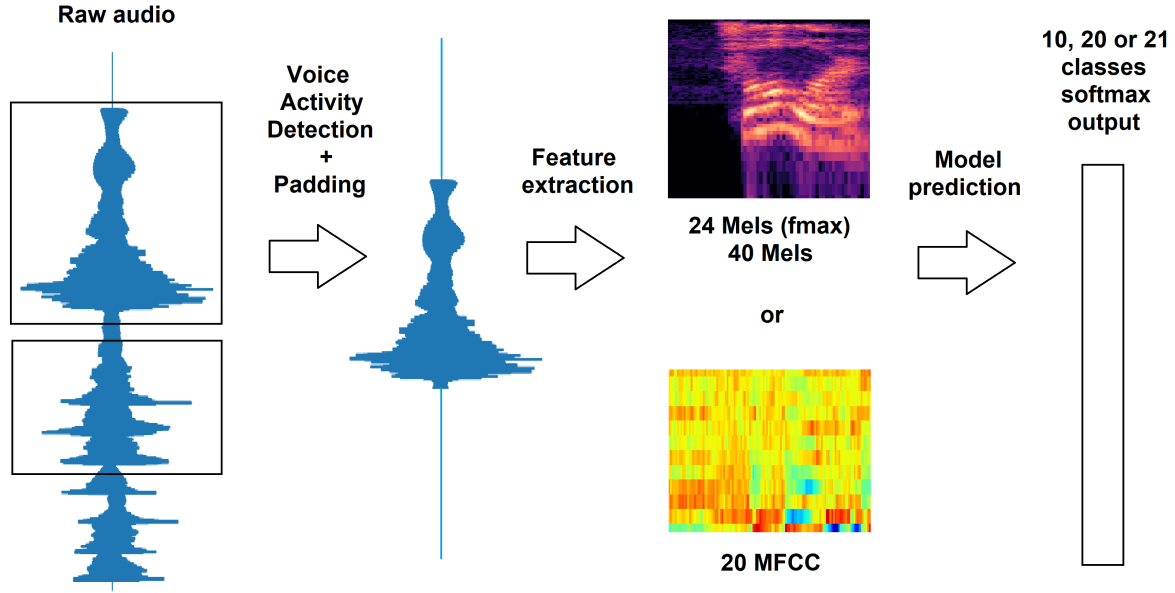 Raw audio
Voice
Activity
Detection
+
Padding
Feature
extraction
24 Mels (fmax)
40 Mels
or
20 MFCC
Model
prediction
10, 20 or 21
classes
softmax
output